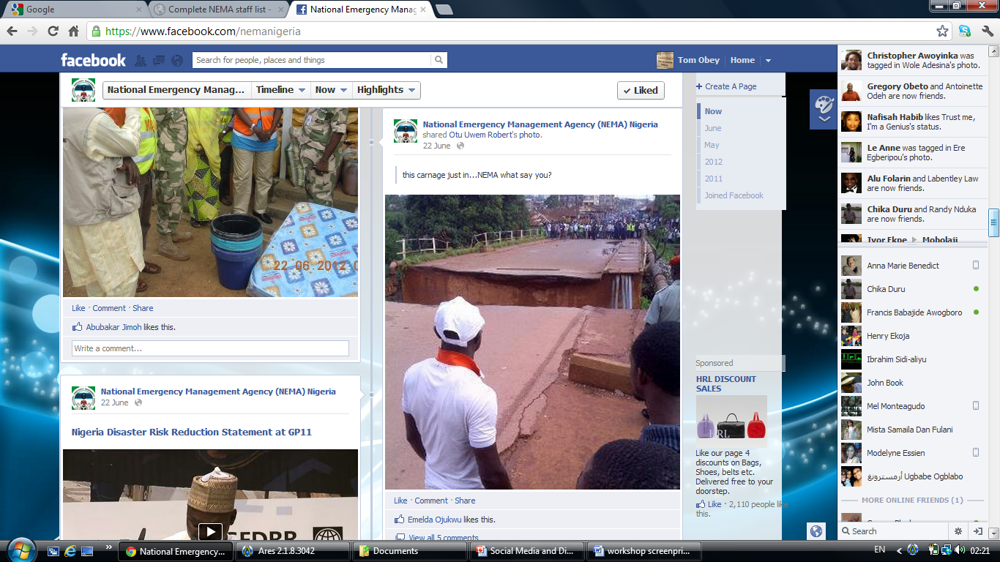 Google
Complete NEMA staff list -
National Emergency Manag
https://www.facebook.com/nemanigeria
facebook
Search for people, places and things
Tom Obey
Home
National Emergency Manag...
Timeline
Now
Highlights
Liked
22 06 2012
Like · Comment · Share
Abubakar Jimoh likes this.
Write a comment...
National Emergency Management Agency (NEMA) Nigeria
22 June
Nigeria Disaster Risk Reduction Statement at GP11
GFDRR
National Emergency Management Agency (NEMA) Nigeria
shared Otu Uwem Robert's photo.
22 June
this carnage just in...NEMA what say you?
Like · Comment · Share
Emelda Ojukwu likes this.
View all 5 comments
+ Create A Page
Now
June
May
2012
2011
Joined Facebook
Sponsored
HRL DISCOUNT
SALES
HRL
Like our page 4
discounts on Bags,
Shoes, belts etc.
Delivered free to your
doorstep.
Like · 2,110 people like
this.
Christopher Awoyinka was
tagged in Wole Adesina's photo.
Gregory Obeto and Antoinette
Odeh are now friends.
Nafisah Habib likes Trust me,
I'm a Genius's status.
Le Anne was tagged in Ere
Egberipou's photo.
Alu Folarin and Labentley Law
are now friends.
Chika Duru and Randy Nduka
are now friends.
Ivor Ekpe ▶ Mobolaji
Anna Marie Benedict
Chika Duru
Francis Babajide Awogboro
Henry Ekoja
Ibrahim Sidi-aliyu
John Book
Mel Monteagudo
Mista Samaila Dan Fulani
Modelyne Essien
أرمسترونغ Ugbabe Ogblabo
MORE ONLINE FRIENDS (1)
Search
National Emergency...
Ares 2.1.8.3042
Documents
Social Media and Di...
workshop screenpri...
EN
02:21